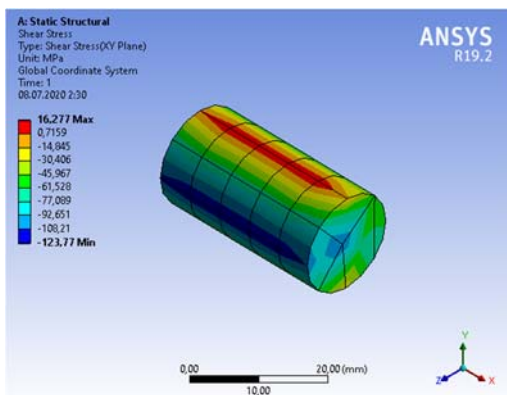 A: Static Structural
Shear Stress
Type: Shear Stress(XY Plane)
Unit: MPa
Global Coordinate System
Time: 1
08.07.2020 2:30
ANSYS
R19.2
16,277 Max
0,7159
-14,845
-30,406
-45,967
-61,528
-77,089
-92,651
-108,21
-123,77 Min
0,00
20,00 (mm)
10,00
Y
Z
X